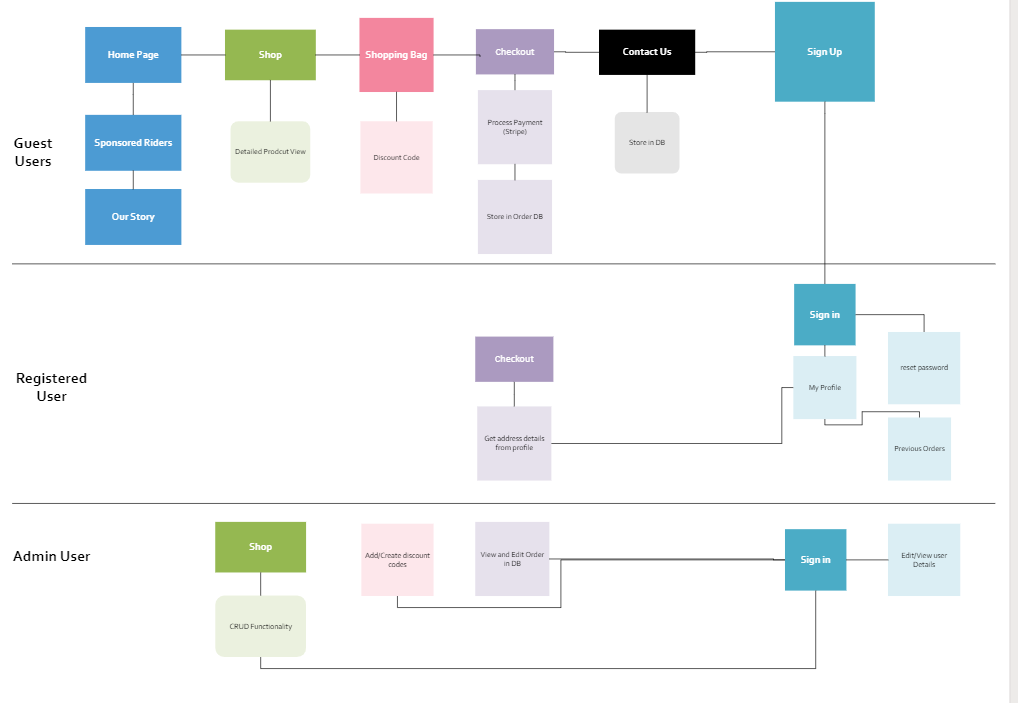 Home Page
Shop
Shopping Bag
Checkout
Contact Us
Sign Up
Guest
Users
Sponsored Riders
Detailed Prodcut View
Discount Code
Process Payment
(Stripe)
Store in DB
Our Story
Store in Order DB
Registered
User
Sign in
Checkout
reset password
My Profile
Get address details
from profile
Previous Orders
Admin User
Shop
Add/Create discount
codes
View and Edit Order
in DB
Sign in
Edit/View user
Details
CRUD Functionality